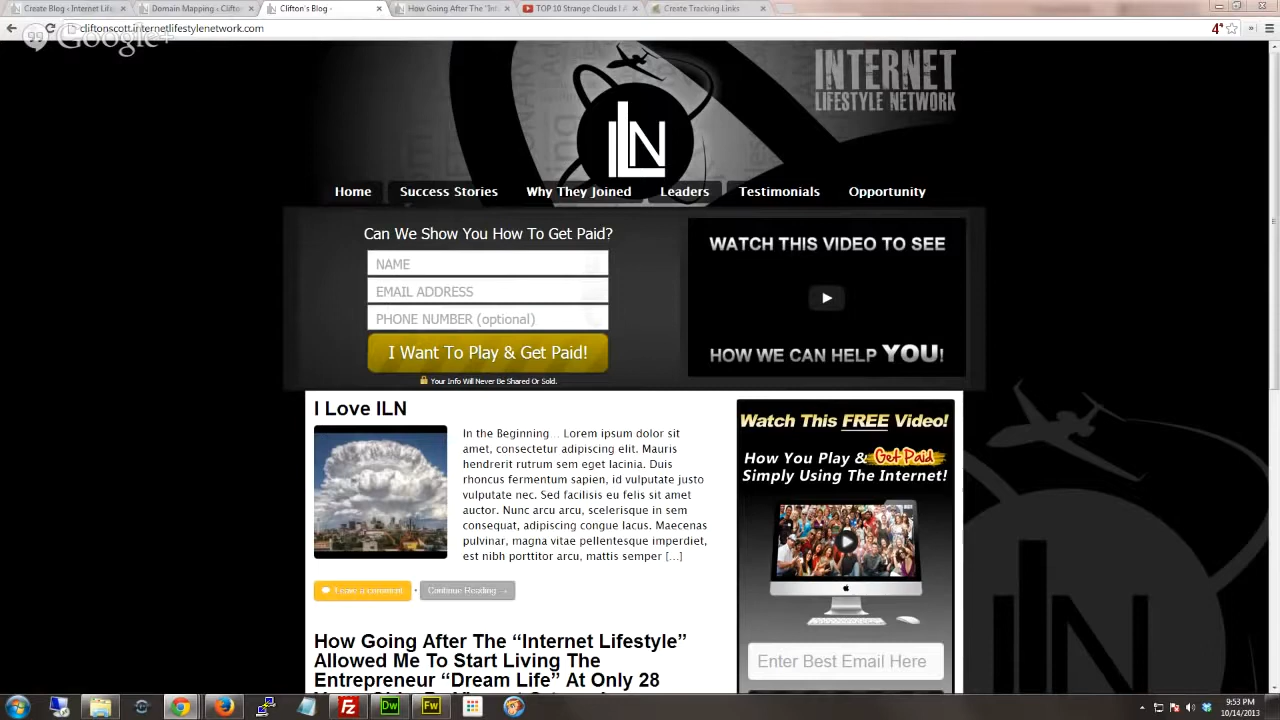 Create Blog ‹ Internet Lifes
Domain Mapping ‹ Clifton
Clifton's Blog -
How Going After The "Int
TOP 10 Strange Clouds I A
Create Tracking Links
cliftonscott.internetlifestylenetwork.com
Google+
INTERNET
LIFESTYLE NETWORK
ILN
Home
Success Stories
Why They Joined
Leaders
Testimonials
Opportunity
Can We Show You How To Get Paid?
NAME
EMAIL ADDRESS
PHONE NUMBER (optional)
I Want To Play & Get Paid!
Your Info Will Never Be Shared Or Sold.
WATCH THIS VIDEO TO SEE
HOW WE CAN HELP YOU!
I Love ILN
In the Beginning… Lorem ipsum dolor sit
amet, consectetur adipiscing elit. Mauris
hendrerit rutrum sem eget lacinia. Duis
rhoncus fermentum sapien, id vulputate justo
vulputate nec. Sed facilisis eu felis sit amet
auctor. Nunc arcu arcu, scelerisque in sem
consequat, adipiscing congue lacus. Maecenas
pulvinar, magna vitae pellentesque imperdiet,
est nibh porttitor arcu, mattis semper [...]
Leave a comment • Continue Reading →
How Going After The “Internet Lifestyle”
Allowed Me To Start Living The
Entrepreneur “Dream Life” At Only 28
Watch This FREE Video!
How You Play & Get Paid
Simply Using The Internet!
Enter Best Email Here
Dw
Fw
9:53 PM
10/14/2013